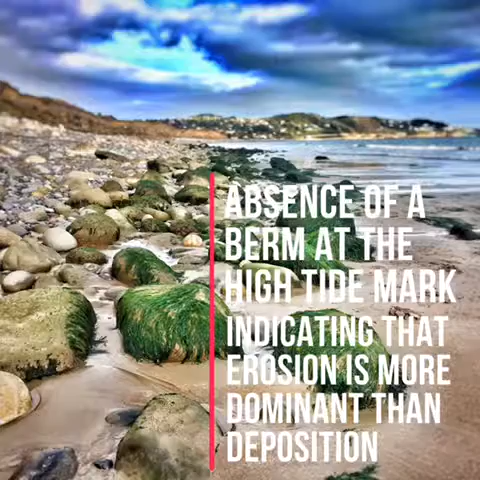 ABSENCE OF A
BERM AT THE
HIGH TIDE MARK
INDICATING THAT
EROSION IS MORE
DOMINANT THAN
DEPOSITION